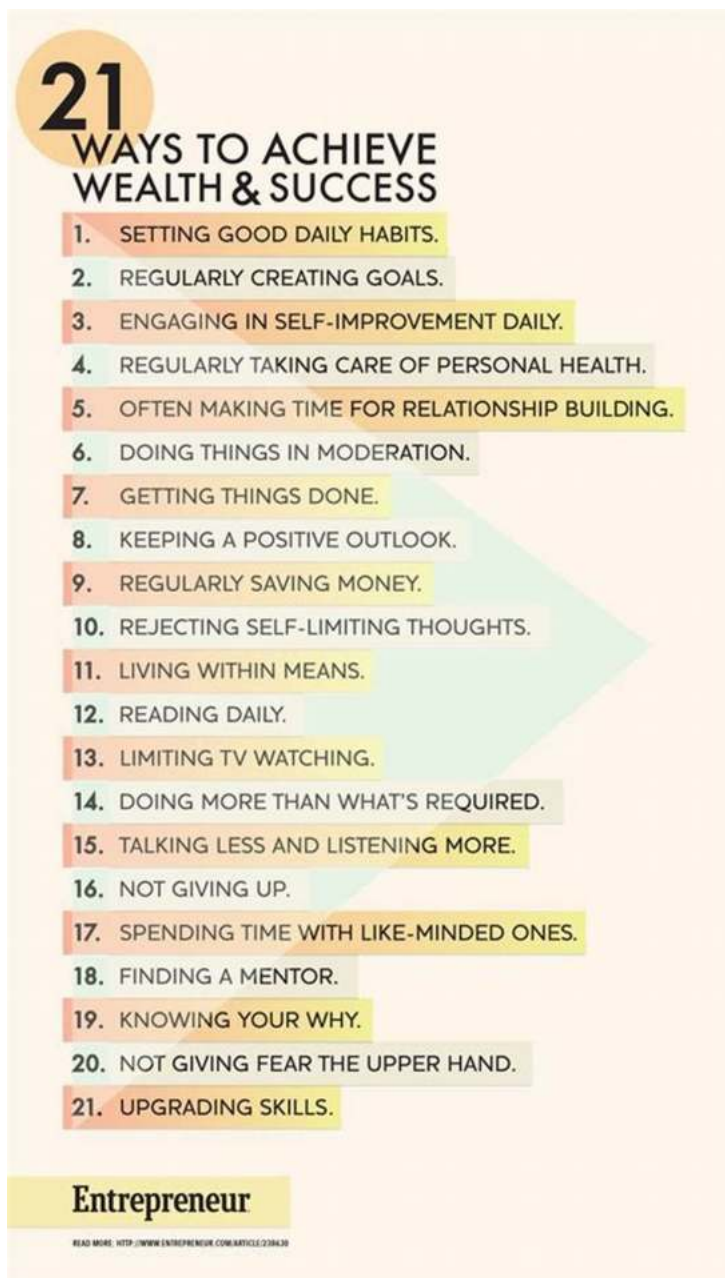 21
WAYS TO ACHIEVE
WEALTH & SUCCESS
1. SETTING GOOD DAILY HABITS.
2. REGULARLY CREATING GOALS.
3. ENGAGING IN SELF-IMPROVEMENT DAILY.
4. REGULARLY TAKING CARE OF PERSONAL HEALTH.
5. OFTEN MAKING TIME FOR RELATIONSHIP BUILDING.
6. DOING THINGS IN MODERATION.
7. GETTING THINGS DONE.
8. KEEPING A POSITIVE OUTLOOK.
9. REGULARLY SAVING MONEY.
10. REJECTING SELF-LIMITING THOUGHTS.
11. LIVING WITHIN MEANS.
12. READING DAILY.
13. LIMITING TV WATCHING.
14. DOING MORE THAN WHAT'S REQUIRED.
15. TALKING LESS AND LISTENING MORE.
16. NOT GIVING UP.
17. SPENDING TIME WITH LIKE-MINDED ONES.
18. FINDING A MENTOR.
19. KNOWING YOUR WHY.
20. NOT GIVING FEAR THE UPPER HAND.
21. UPGRADING SKILLS.
Entrepreneur
READ MORE: